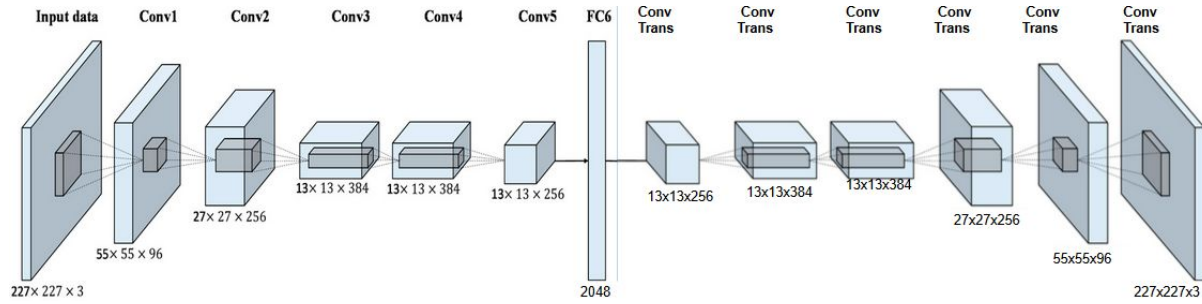 Input data
Conv1
Conv2
Conv3
Conv4
Conv5
FC6
Conv
Trans
Conv
Trans
Conv
Trans
Conv
Trans
Conv
Trans
Conv
Trans
227× 227 × 3
55× 55 × 96
27× 27 × 256
13× 13 × 384
13× 13 × 384
13× 13 × 256
2048
13x13x256
13x13x384
13x13x384
27x27x256
55x55x96
227x227x3